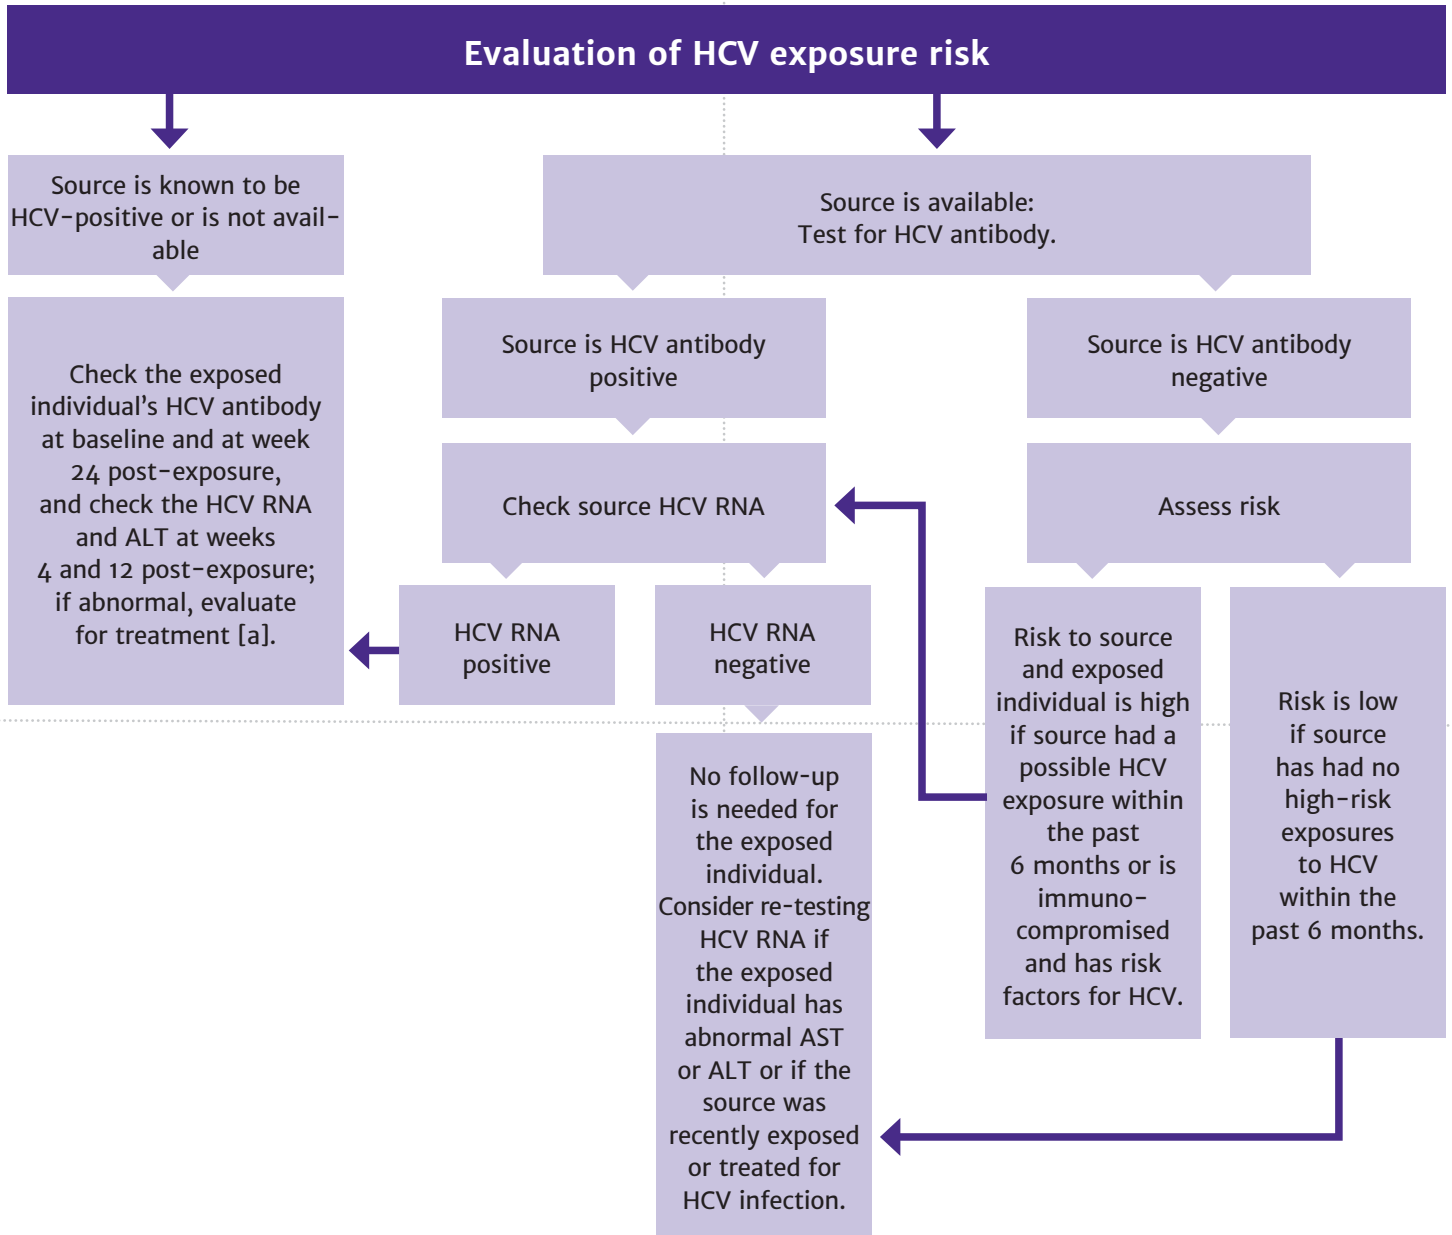 Evaluation of HCV exposure risk
Source is known to be
HCV-positive or is not avail-
able
Source is available:
Test for HCV antibody.
Check the exposed
individual’s HCV antibody
at baseline and at week
24 post-exposure,
and check the HCV RNA
and ALT at weeks
4 and 12 post-exposure;
if abnormal, evaluate
for treatment [a].
Source is HCV antibody
positive
Source is HCV antibody
negative
Check source HCV RNA
Assess risk
HCV RNA
positive
HCV RNA
negative
Risk to source
and exposed
individual is high
if source had a
possible HCV
exposure within
the past
6 months or is
immuno-
compromised
and has risk
factors for HCV.
Risk is low
if source
has had no
high-risk
exposures
to HCV
within the
past 6 months.
No follow-up
is needed for
the exposed
individual.
Consider re-testing
HCV RNA if
the exposed
individual has
abnormal AST
or ALT or if the
source was
recently exposed
or treated for
HCV infection.